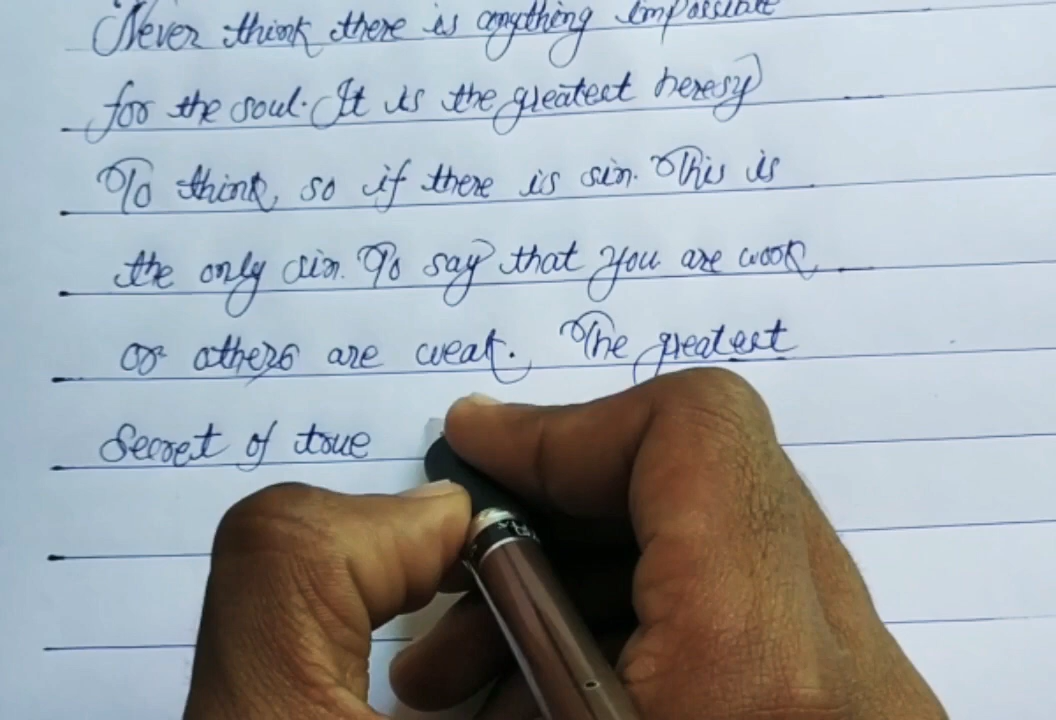 Never think there is anything impossible
for the soul. It is the greatest heresy
To think, so if there is sin. This is
the only sin. To say that you are wook
or others are weak. The greatest
Secret of true